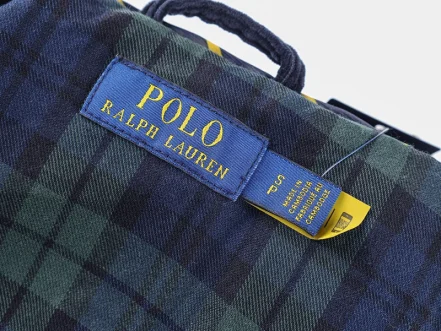 POLO
RALPH LAUREN
S
P
MADE IN
CAMBODIA
FABRIQUÉ AU
CAMBODGE